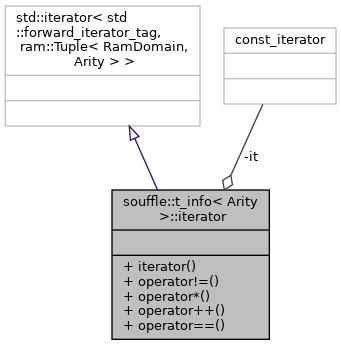 std::iterator< std
::forward_iterator_tag,
ram::Tuple< RamDomain,
Arity > >
const_iterator
-it
souffle::t_info< Arity
>::iterator
+ iterator()
+ operator!=()
+ operator*()
+ operator++()
+ operator==()